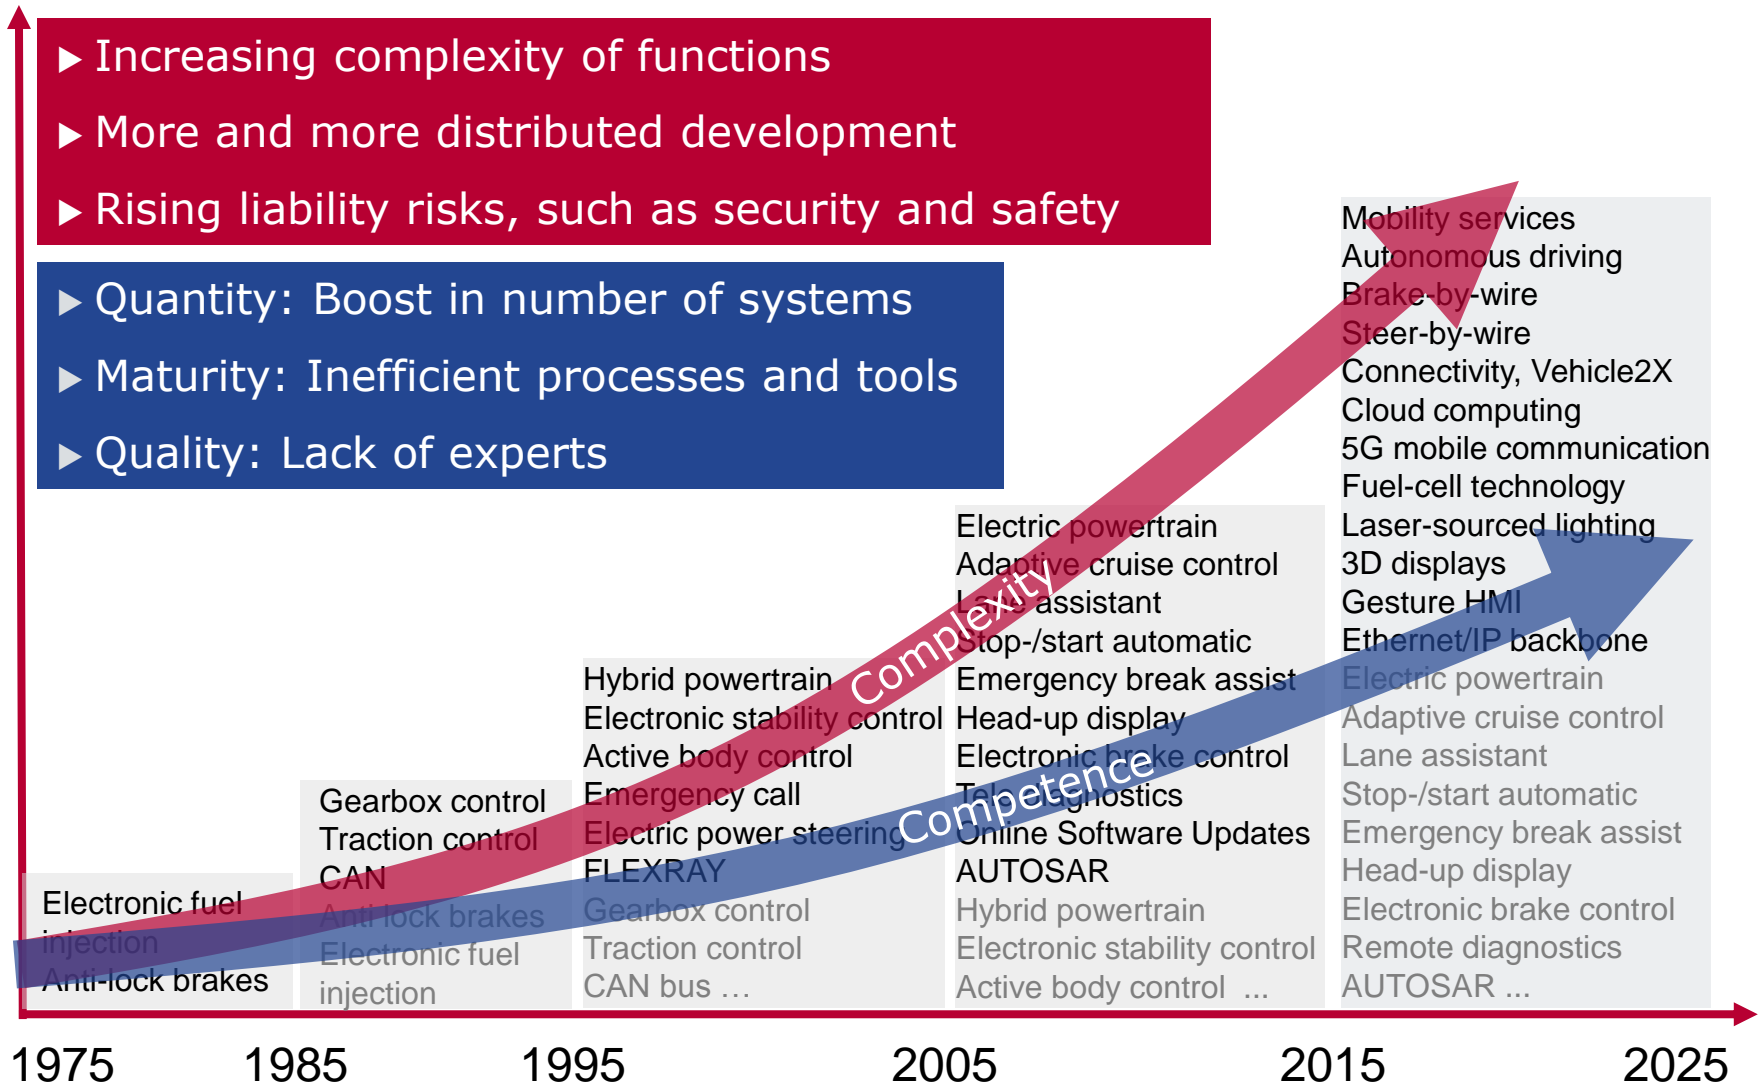 ▶ Increasing complexity of functions
▶ More and more distributed development
▶ Rising liability risks, such as security and safety
▶ Quantity: Boost in number of systems
▶ Maturity: Inefficient processes and tools
▶ Quality: Lack of experts
Electronic fuel
injection
Anti-lock brakes
Gearbox control
Traction control
CAN
Anti lock brakes
Electronic fuel
injection
Hybrid powertrain
Electronic stability control
Active body control
Emergency call
Electric power steering
FLEXRAY
Gearbox control
Traction control
CAN bus …
Electric powertrain
Adaptive cruise control
Lane assistant
Stop-/start automatic
Emergency break assist
Head-up display
Electronic brake control
Tele diagnostics
Online Software Updates
AUTOSAR
Hybrid powertrain
Electronic stability control
Active body control ...
Mobility services
Autonomous driving
Brake-by-wire
Steer-by-wire
Connectivity, Vehicle2X
Cloud computing
5G mobile communication
Fuel-cell technology
Laser-sourced lighting
3D displays
Gesture HMI
Ethernet/IP backbone
Electric powertrain
Adaptive cruise control
Lane assistant
Stop-/start automatic
Emergency break assist
Head-up display
Electronic brake control
Remote diagnostics
AUTOSAR ...
Complexity
Competence
1975 1985 1995 2005 2015 2025